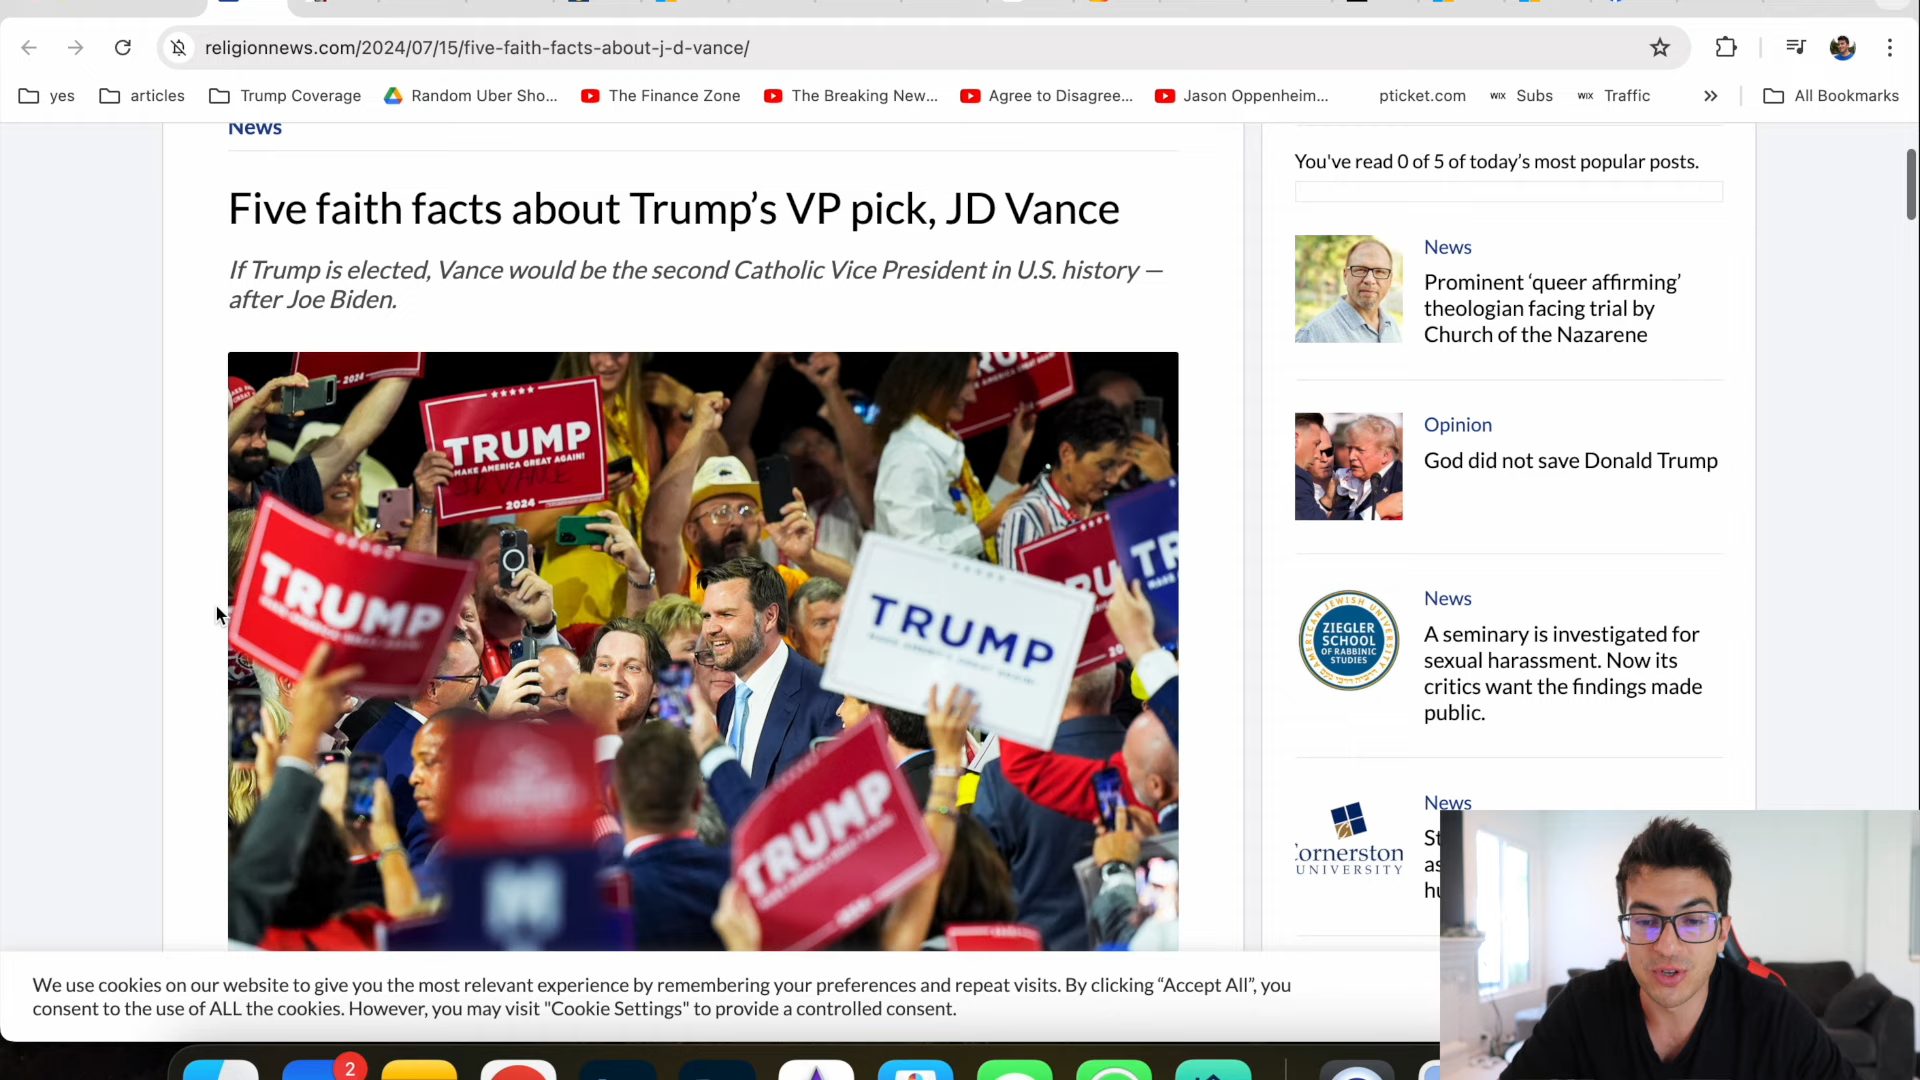 religionnews.com/2024/07/15/five-faith-facts-about-j-d-vance/
yes
articles
Trump Coverage
Random Uber Sho...
The Finance Zone
The Breaking New...
Agree to Disagree...
Jason Oppenheim...
pticket.com
WIX Subs
WIX Traffic
All Bookmarks
News
Five faith facts about Trump's VP pick, JD Vance
If Trump is elected, Vance would be the second Catholic Vice President in U.S. history —
after Joe Biden.
2024
TRUMP
MAKE AMERICA GREAT AGAIN!
JD VANCE
2024
TRUMP
TRUMP
TRUMP
You've read 0 of 5 of today's most popular posts.
News
Prominent 'queer affirming'
theologian facing trial by
Church of the Nazarene
Opinion
God did not save Donald Trump
AMERICAN JEWISH UNIVERSITY
ZIEGLER
SCHOOL
OF RABBINIC
STUDIES
News
A seminary is investigated for
sexual harassment. Now its
critics want the findings made
public.
ornerston
UNIVERSITY
News
We use cookies on our website to give you the most relevant experience by remembering your preferences and repeat visits. By clicking "Accept All", you
consent to the use of ALL the cookies. However, you may visit "Cookie Settings" to provide a controlled consent.
2